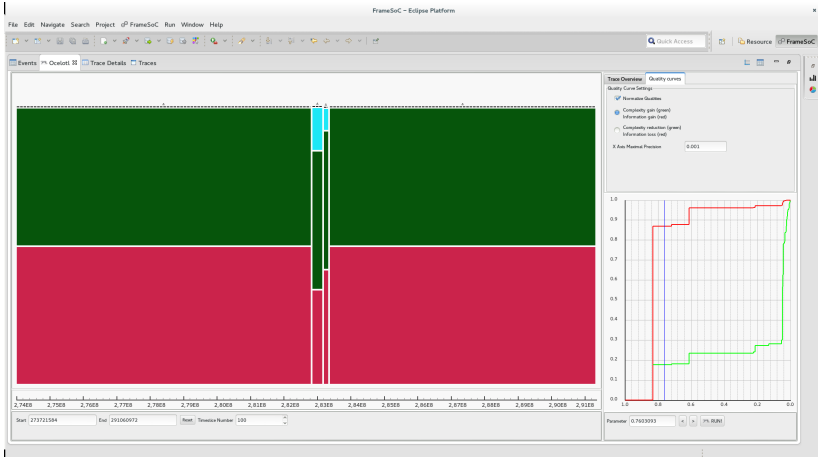 FrameSoC - Eclipse Platform
File Edit Navigate Search Project FrameSoC Run Window Help
Quick Access Resource FrameSoC
Events Ocelotl Trace Details Traces
Trace Overview Quality curves
Quality Curve Settings
Normalize Qualities
Complexity gain (green)
Information gain (red)
Complexity reduction (green)
Information loss (red)
X Axis Maximal Precision 0.001
1.0
0.9
0.8
0.7
0.6
0.5
0.4
0.3
0.2
0.1
0.0
1.0 0.8 0.6 0.4 0.2 0.0
2,74E8 2,75E8 2,76E8 2,77E8 2,78E8 2,79E8 2,80E8 2,81E8 2,82E8 2,83E8 2,84E8 2,85E8 2,86E8 2,87E8 2,88E8 2,89E8 2,90E8 2,91E8
Start 273721584 End 291060972 Reset Timeslice Number 100
Parameter 0.7603093 < > RUN!